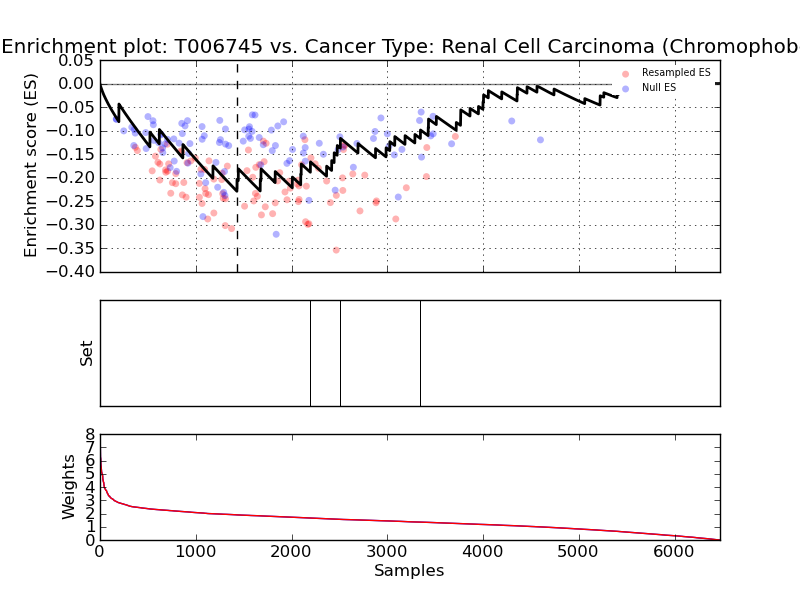 Enrichment plot: T006745 vs. Cancer Type: Renal Cell Carcinoma (Chromophob
Enrichment score (ES)
0.05
0.00
−0.05
−0.10
−0.15
−0.20
−0.25
−0.30
−0.35
−0.40
Resampled ES
Null ES
Set
Weights
8
7
6
5
4
3
2
1
0
0 1000 2000 3000 4000 5000 6000
Samples